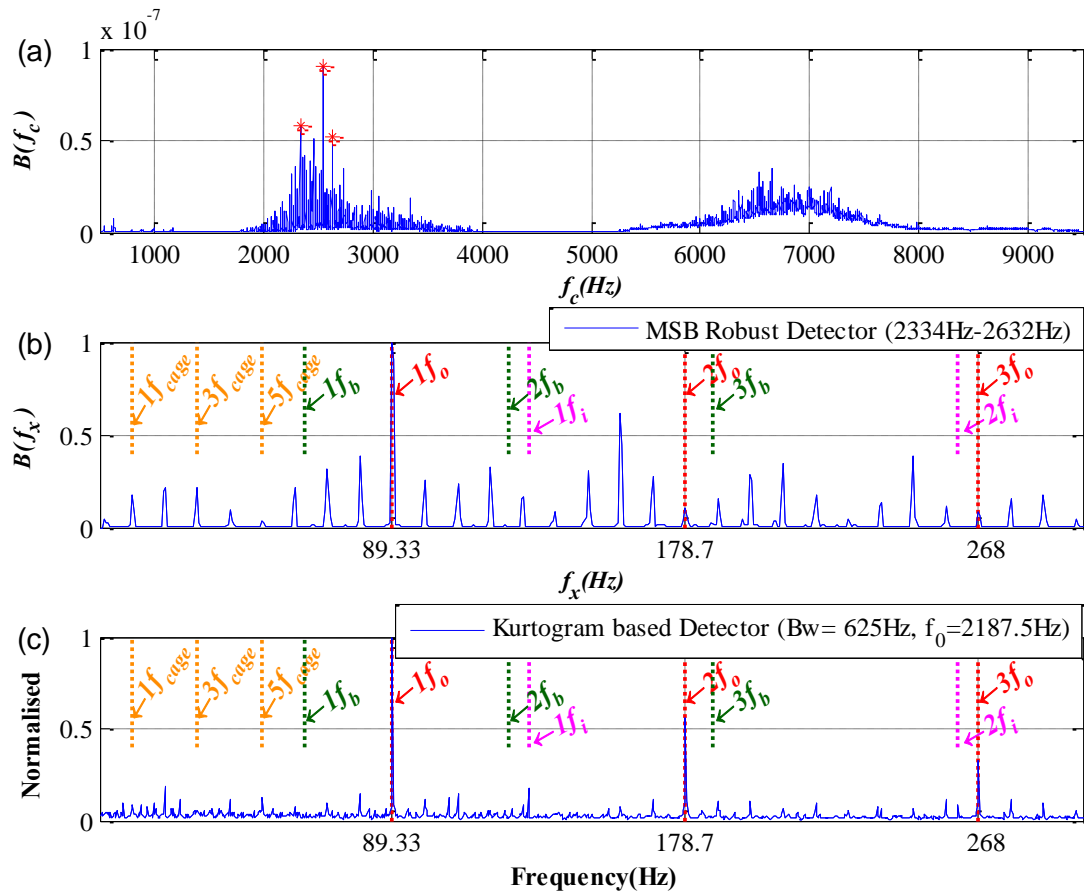 (a)
x 10^-7
1
0.5
0
B(f_c)
1000 2000 3000 4000 5000 6000 7000 8000 9000
f_c(Hz)
(b)
MSB Robust Detector (2334Hz-2632Hz)
1
0.5
0
B(f_x)
1f_cage 3f_cage 5f_cage 1f_b 1f_o 2f_b 1f_i 2f_o 3f_b 2f_i 3f_o
89.33 178.7 268
f_x(Hz)
(c)
Kurtogram based Detector (Bw= 625Hz, f_0=2187.5Hz)
1
0.5
0
Normalised
1f_cage 3f_cage 5f_cage 1f_b 1f_o 2f_b 1f_i 2f_o 3f_b 2f_i 3f_o
89.33 178.7 268
Frequency(Hz)